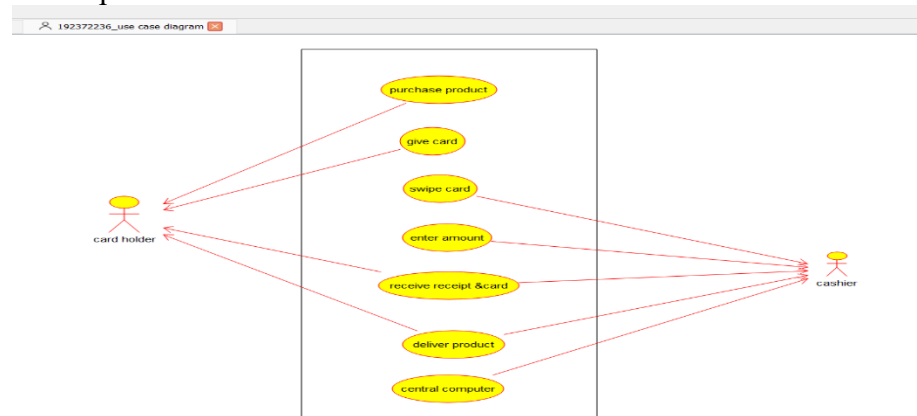 192372236_use case diagram
purchase product
give card
swipe card
card holder
enter amount
cashier
receive receipt &card
deliver product
central computer